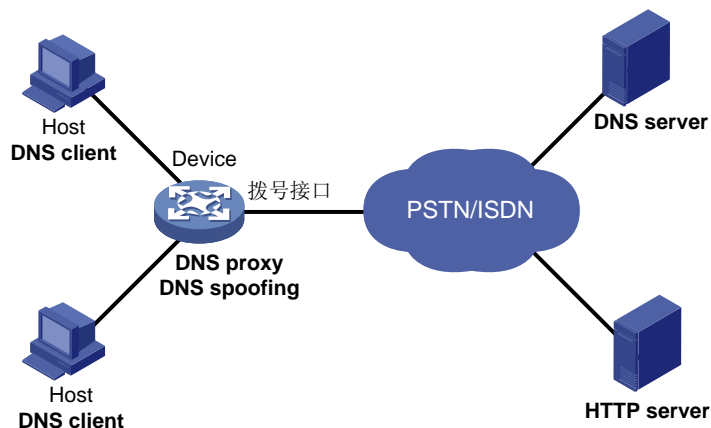 Host
DNS client
Device
拨号接口
DNS proxy
DNS spoofing
PSTN/ISDN
DNS server
Host
DNS client
HTTP server